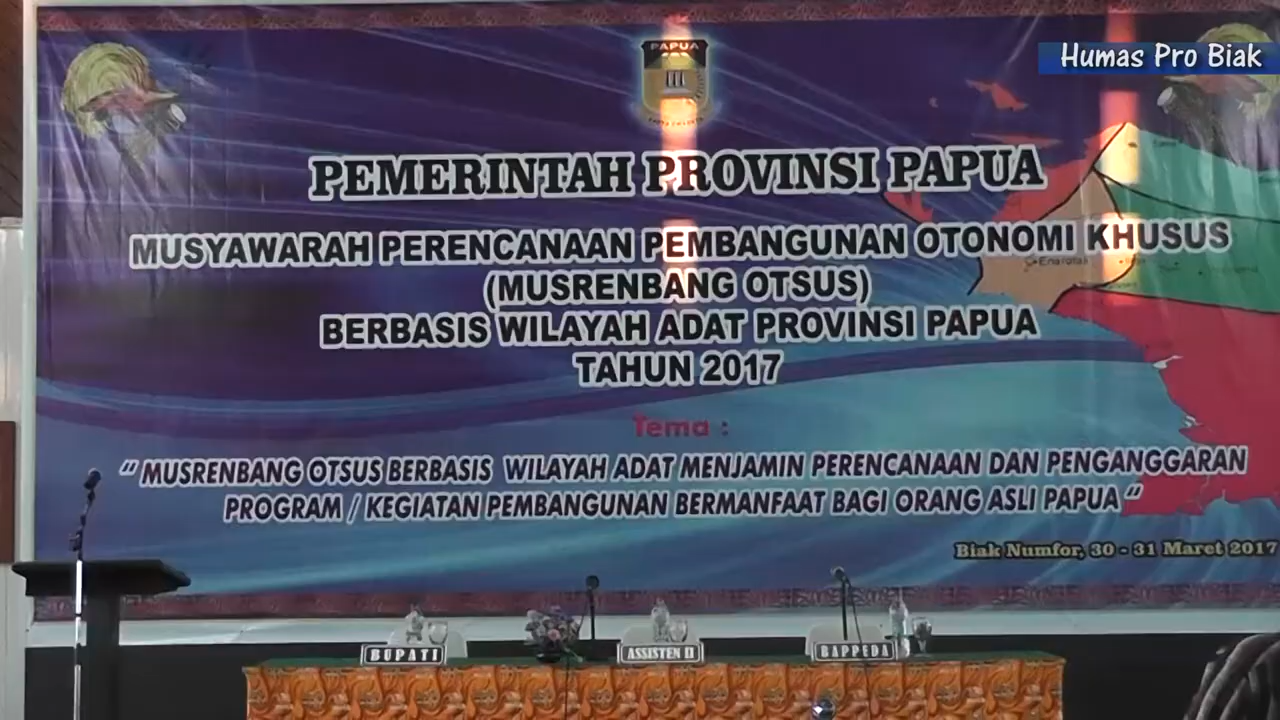 Humas Pro Biak
PAPUA
PEMERINTAH PROVINSI PAPUA
MUSYAWARAH PERENCANAAN PEMBANGUNAN OTONOMI KHUSUS
(MUSRENBANG OTSUS)
BERBASIS WILAYAH ADAT PROVINSI PAPUA
TAHUN 2017
Tema :
“ MUSRENBANG OTSUS BERBASIS WILAYAH ADAT MENJAMIN PERENCANAAN DAN PENGANGGARAN
PROGRAM / KEGIATAN PEMBANGUNAN BERMANFAAT BAGI ORANG ASLI PAPUA “
Biak Numfor, 30 - 31 Maret 2017
BUPATI
ASSISTEN II
BAPPEDA